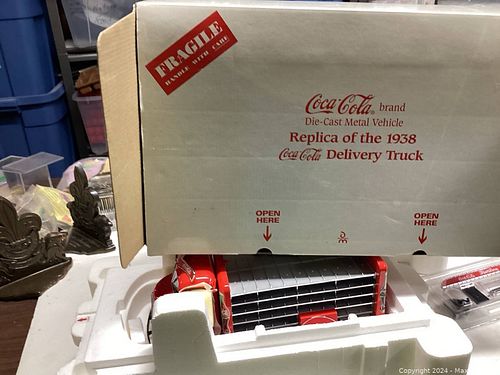 FRAGILE
HANDLE WITH CARE
Coca-Cola® brand
Die-Cast Metal Vehicle
Replica of the 1938
Coca-Cola Delivery Truck
OPEN
HERE
OPEN
HERE
Copyright 2024 - Max